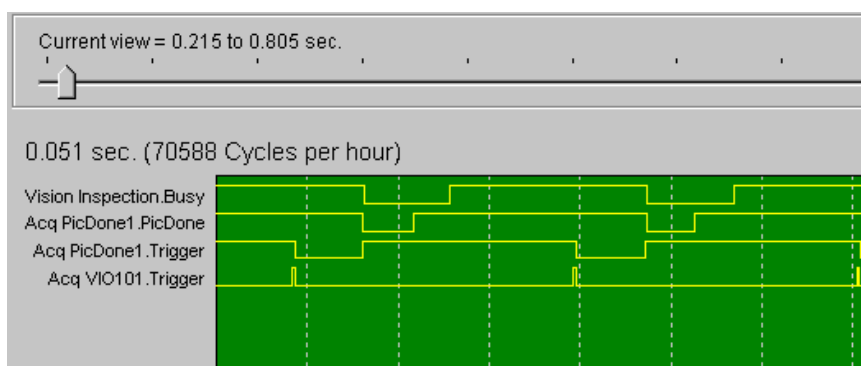 Current view = 0.215 to 0.805 sec.
0.051 sec. (70588 Cycles per hour)
Vision Inspection.Busy
Acq PicDone1.PicDone
Acq PicDone1.Trigger
Acq VIO101.Trigger